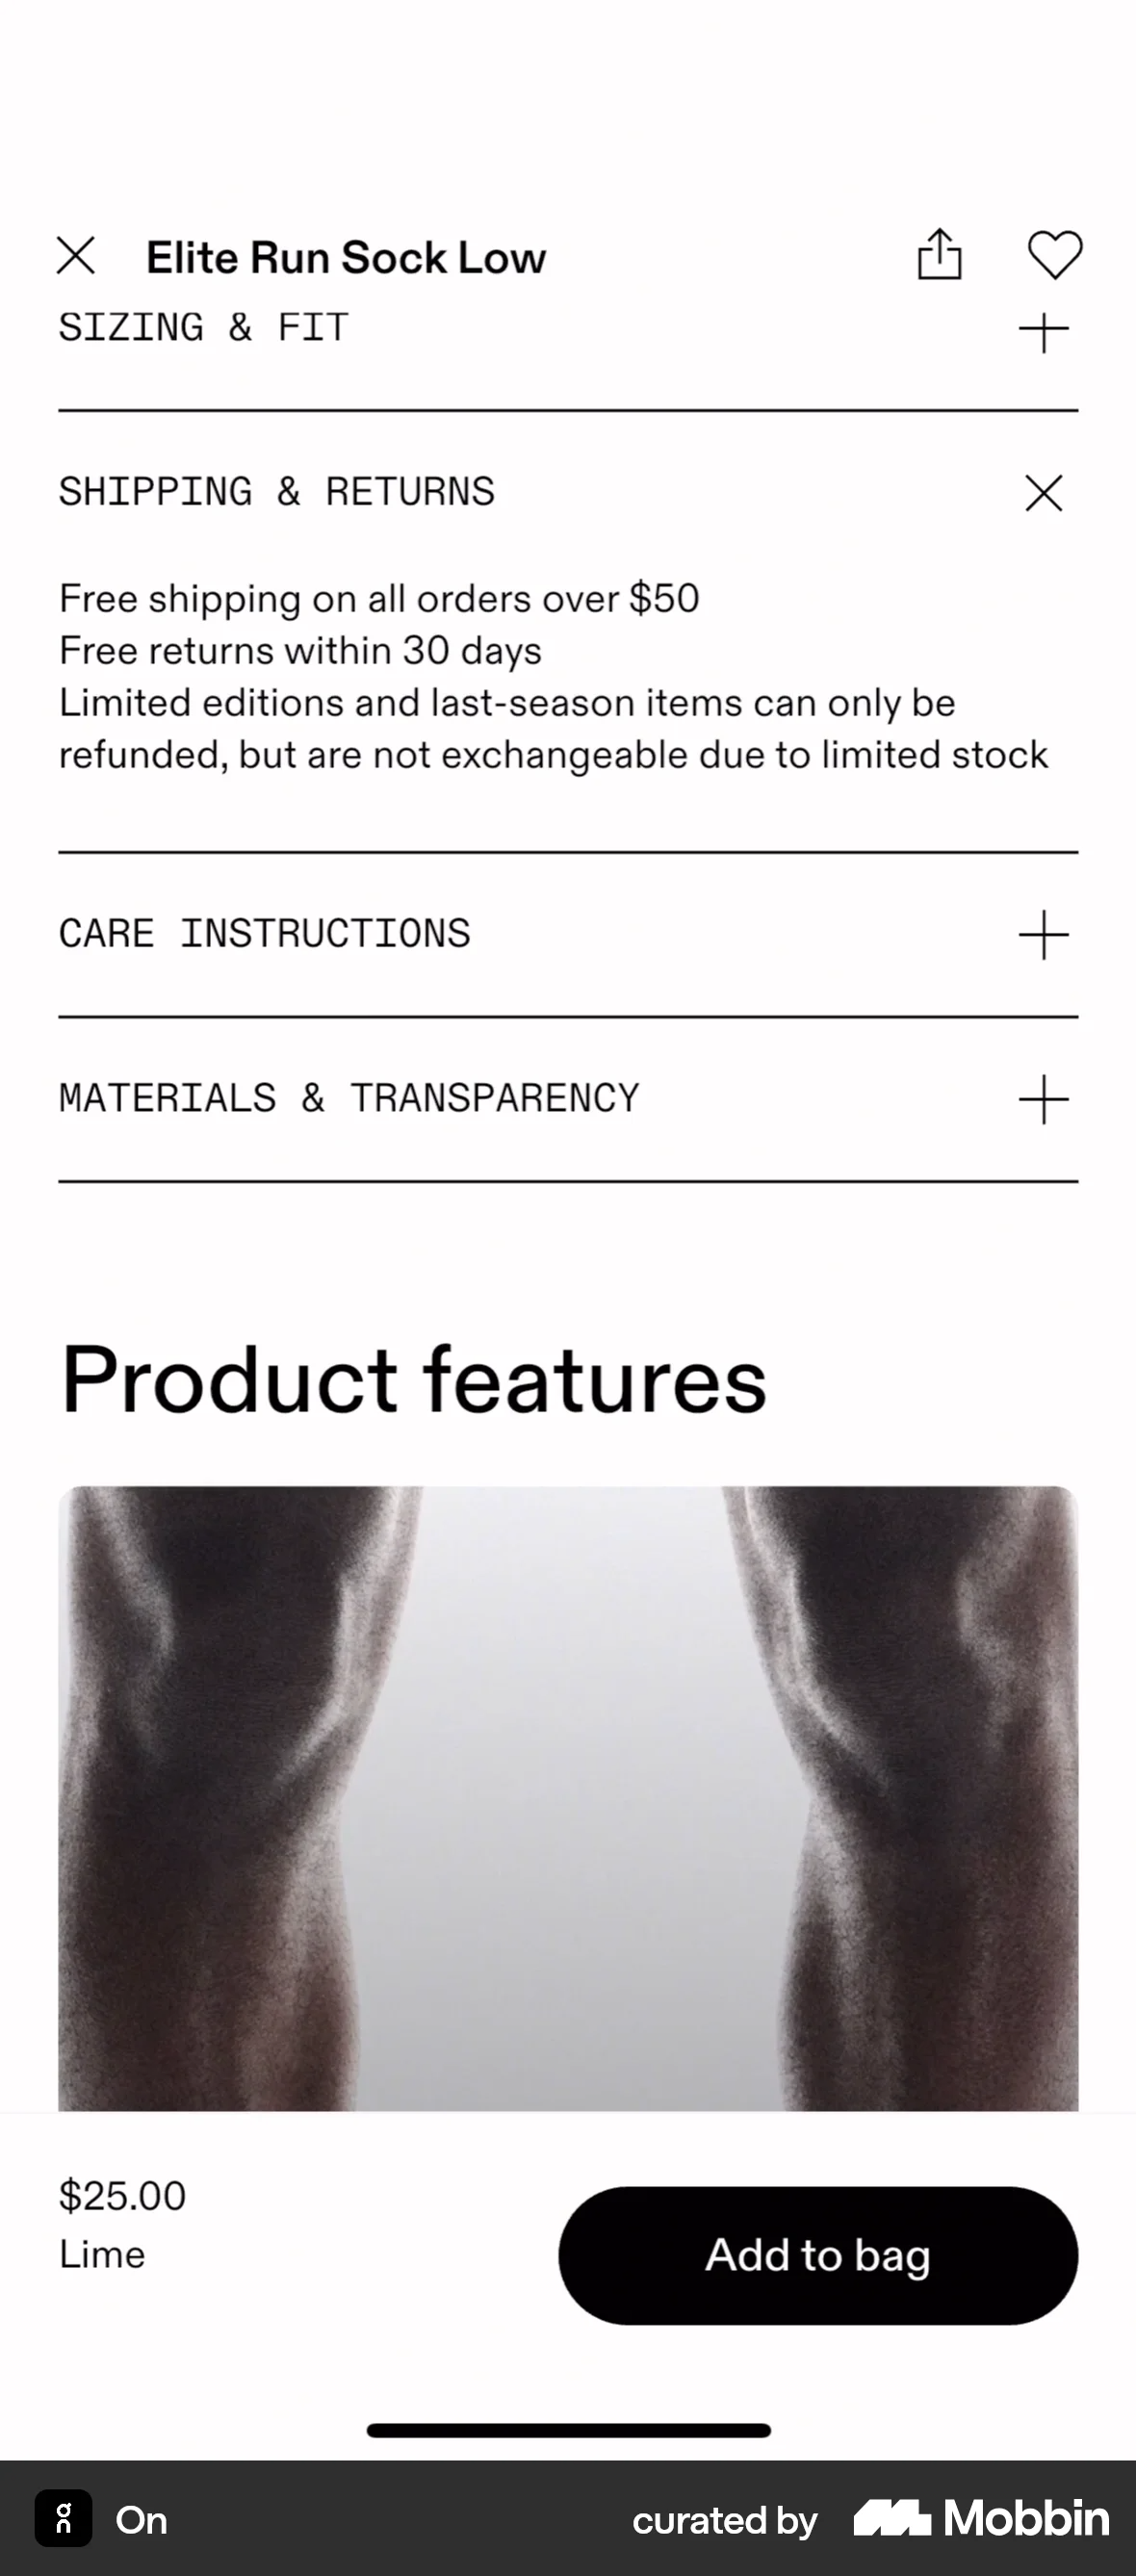 Elite Run Sock Low
SIZING & FIT
SHIPPING & RETURNS
Free shipping on all orders over $50
Free returns within 30 days
Limited editions and last-season items can only be
refunded, but are not exchangeable due to limited stock
CARE INSTRUCTIONS
MATERIALS & TRANSPARENCY
Product features
$25.00
Lime
Add to bag
On
curated by Mobbin